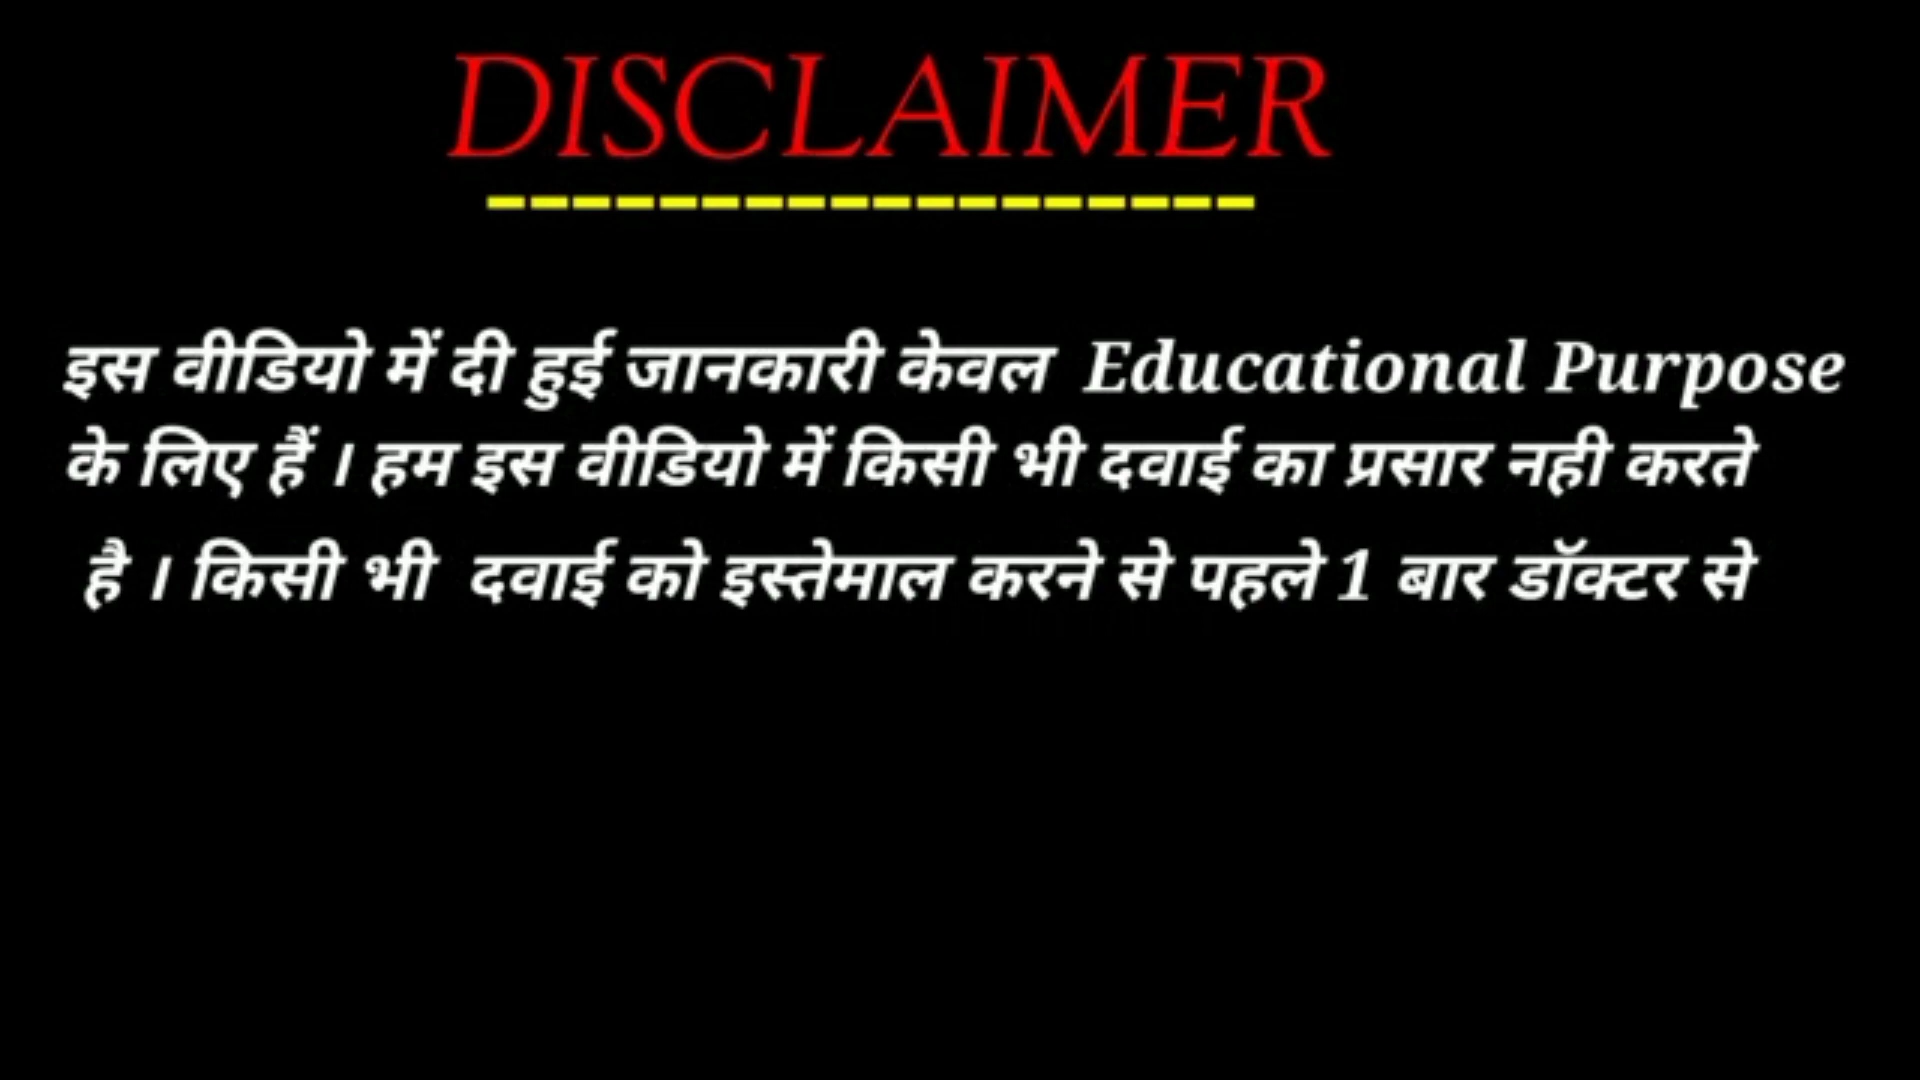 DISCLAIMER
------------------
इस वीडियो में दी हुई जानकारी केवल Educational Purpose
के लिए हैं । हम इस वीडियो में किसी भी दवाई का प्रसार नही करते
है । किसी भी दवाई को इस्तेमाल करने से पहले 1 बार डॉक्टर से